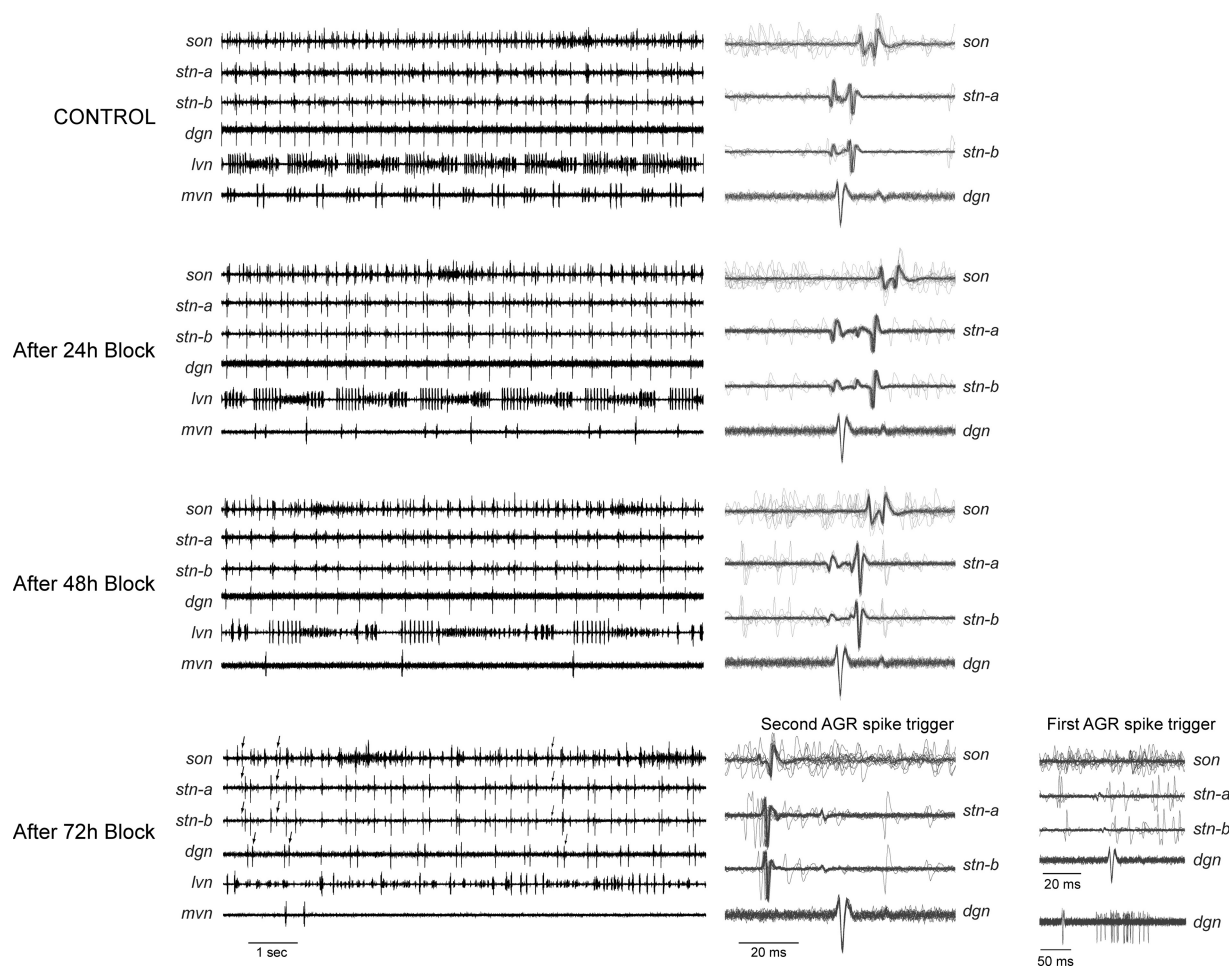 CONTROL
son
stn-a
stn-b
dgn
lvn
mvn
son
stn-a
stn-b
dgn
After 24h Block
son
stn-a
stn-b
dgn
lvn
mvn
son
stn-a
stn-b
dgn
After 48h Block
son
stn-a
stn-b
dgn
lvn
mvn
son
stn-a
stn-b
dgn
After 72h Block
son
stn-a
stn-b
dgn
lvn
mvn
1 sec
Second AGR spike trigger
son
stn-a
stn-b
dgn
20 ms
First AGR spike trigger
son
stn-a
stn-b
dgn
20 ms
dgn
50 ms